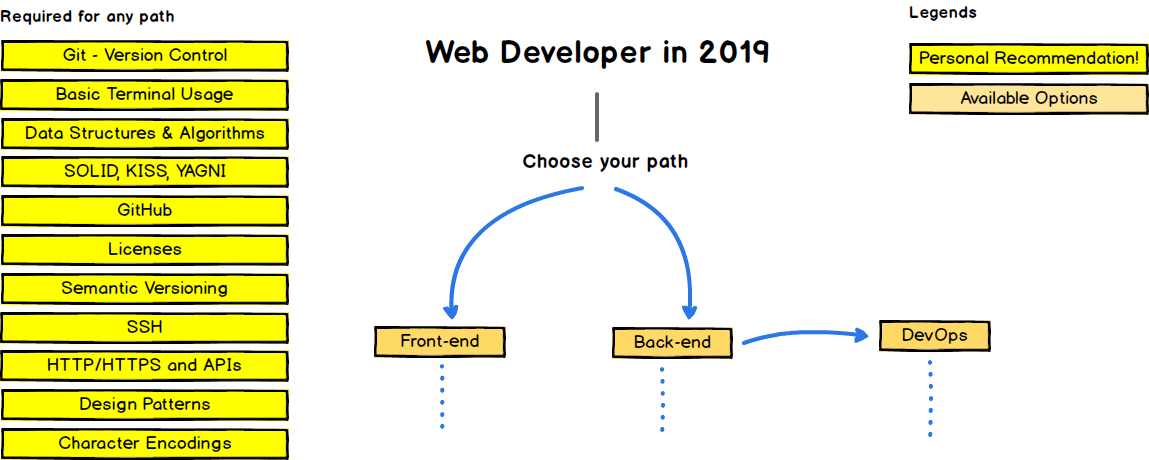 Required for any path
Git - Version Control
Basic Terminal Usage
Data Structures & Algorithms
SOLID, KISS, YAGNI
GitHub
Licenses
Semantic Versioning
SSH
HTTP/HTTPS and APIs
Design Patterns
Character Encodings
Web Developer in 2019
Choose your path
Front-end
Back-end
DevOps
Legends
Personal Recommendation!
Available Options